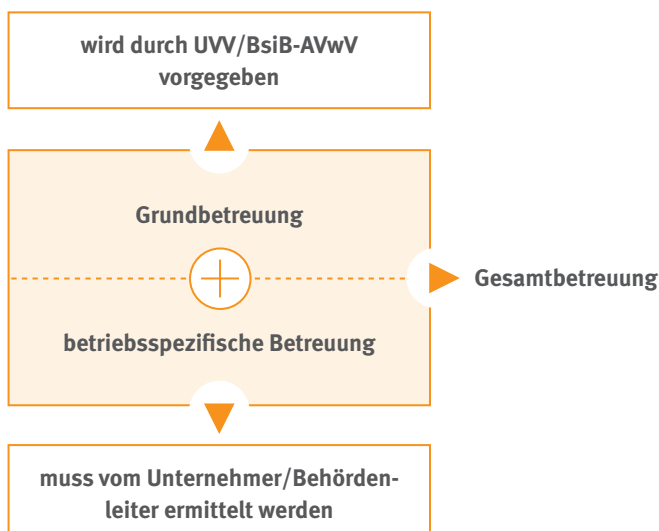 wird durch UVV/BsiB-AVwV
vorgegeben
Grundbetreuung
Gesamtbetreuung
betriebsspezifische Betreuung
muss vom Unternehmer/Behörden-
leiter ermittelt werden